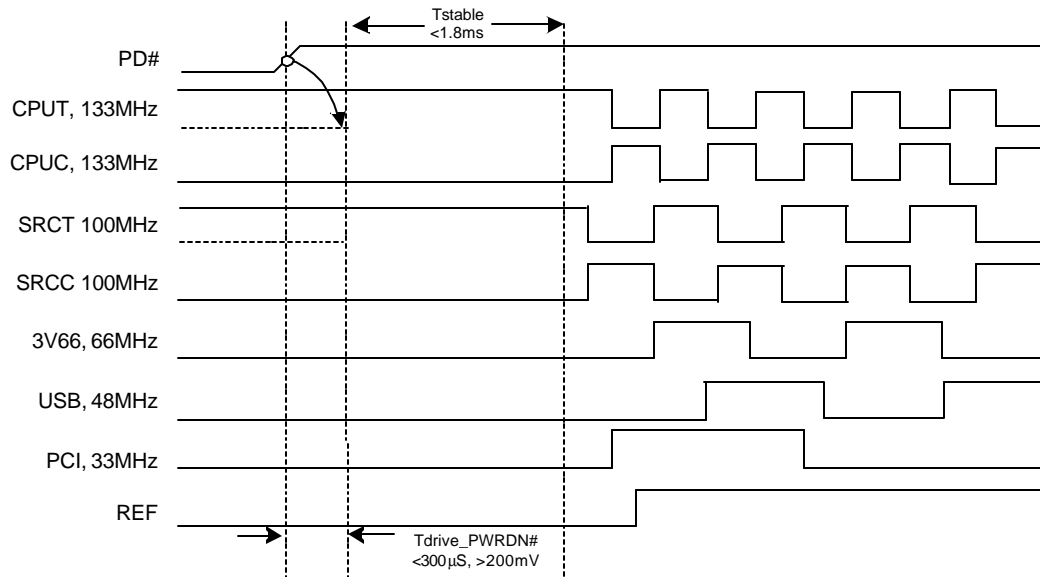 Tstable
<1.8ms
PD#
CPUT, 133MHz
CPUC, 133MHz
SRCT 100MHz
SRCC 100MHz
3V66, 66MHz
USB, 48MHz
PCI, 33MHz
REF
Tdrive_PWRDN#
<300µS, >200mV